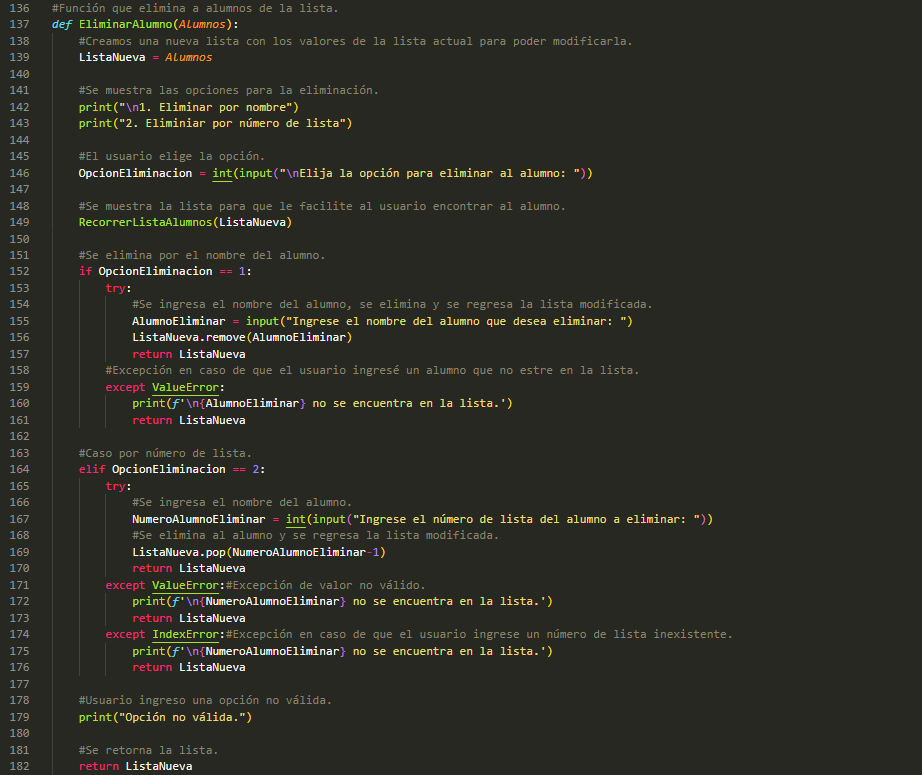 136 #Función que elimina a alumnos de la lista.
137 def EliminarAlumno(Alumnos):
138     #Creamos una nueva lista con los valores de la lista actual para poder modificarla.
139     ListaNueva = Alumnos
140
141     #Se muestra las opciones para la eliminación.
142     print("\n1. Eliminar por nombre")
143     print("2. Eliminiar por número de lista")
144
145     #El usuario elige la opción.
146     OpcionEliminacion = int(input("\nElija la opción para eliminar al alumno: "))
147
148     #Se muestra la lista para que le facilite al usuario encontrar al alumno.
149     RecorrerListaAlumnos(ListaNueva)
150
151     #Se elimina por el nombre del alumno.
152     if OpcionEliminacion == 1:
153         try:
154             #Se ingresa el nombre del alumno, se elimina y se regresa la lista modificada.
155             AlumnoEliminar = input("Ingrese el nombre del alumno que desea eliminar: ")
156             ListaNueva.remove(AlumnoEliminar)
157             return ListaNueva
158         #Excepción en caso de que el usuario ingresé un alumno que no estre en la lista.
159         except ValueError:
160             print(f'\n{AlumnoEliminar} no se encuentra en la lista.')
161             return ListaNueva
162
163     #Caso por número de lista.
164     elif OpcionEliminacion == 2:
165         try:
166             #Se ingresa el nombre del alumno.
167             NumeroAlumnoEliminar = int(input("Ingrese el número de lista del alumno a eliminar: "))
168             #Se elimina al alumno y se regresa la lista modificada.
169             ListaNueva.pop(NumeroAlumnoEliminar-1)
170             return ListaNueva
171         except ValueError:#Excepción de valor no válido.
172             print(f'\n{NumeroAlumnoEliminar} no se encuentra en la lista.')
173             return ListaNueva
174         except IndexError:#Excepción en caso de que el usuario ingrese un número de lista inexistente.
175             print(f'\n{NumeroAlumnoEliminar} no se encuentra en la lista.')
176             return ListaNueva
177
178     #Usuario ingreso una opción no válida.
179     print("Opción no válida.")
180
181     #Se retorna la lista.
182     return ListaNueva